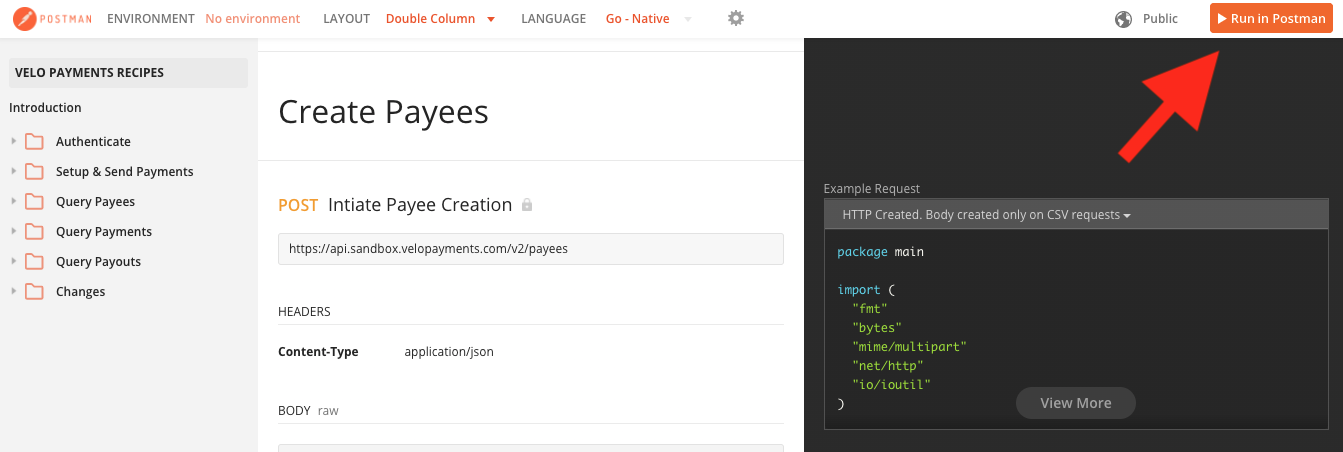 POSTMAN ENVIRONMENT No environment LAYOUT Double Column LANGUAGE Go - Native Public Run in Postman
VELO PAYMENTS RECIPES
Introduction
Authenticate
Setup & Send Payments
Query Payees
Query Payments
Query Payouts
Changes
Create Payees
POST Intiate Payee Creation
https://api.sandbox.velopayments.com/v2/payees
HEADERS
Content-Type application/json
BODY raw
Example Request
HTTP Created. Body created only on CSV requests
package main
import (
"fmt"
"bytes"
"mime/multipart"
"net/http"
"io/ioutil"
)
View More